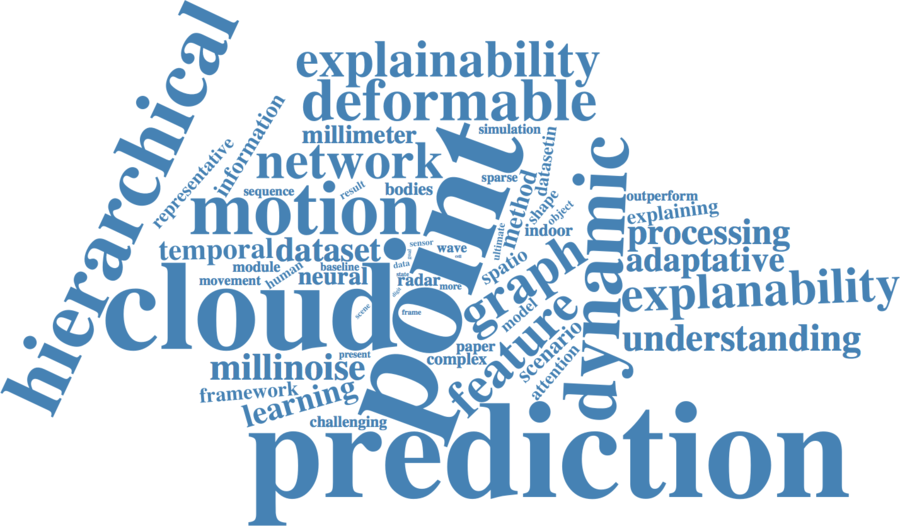 hierarchical
explainability
deformable
millimeter
simulation
information
representative
network
point
sparse
datasetin
sequence
result
bodies
method
shape
object
dynamic
outperform
explaining
motion
ultimate
indoor
processing
temporal
dataset
sensor
wave
goal
data
spatio
adaptative
module
human
baseline
neural
state
radar
more
graph
movement
cloud
explanability
frame
scene
model
feature
understanding
paper
complex
scenario
attention
millinoise
present
framework
learning
challenging
prediction